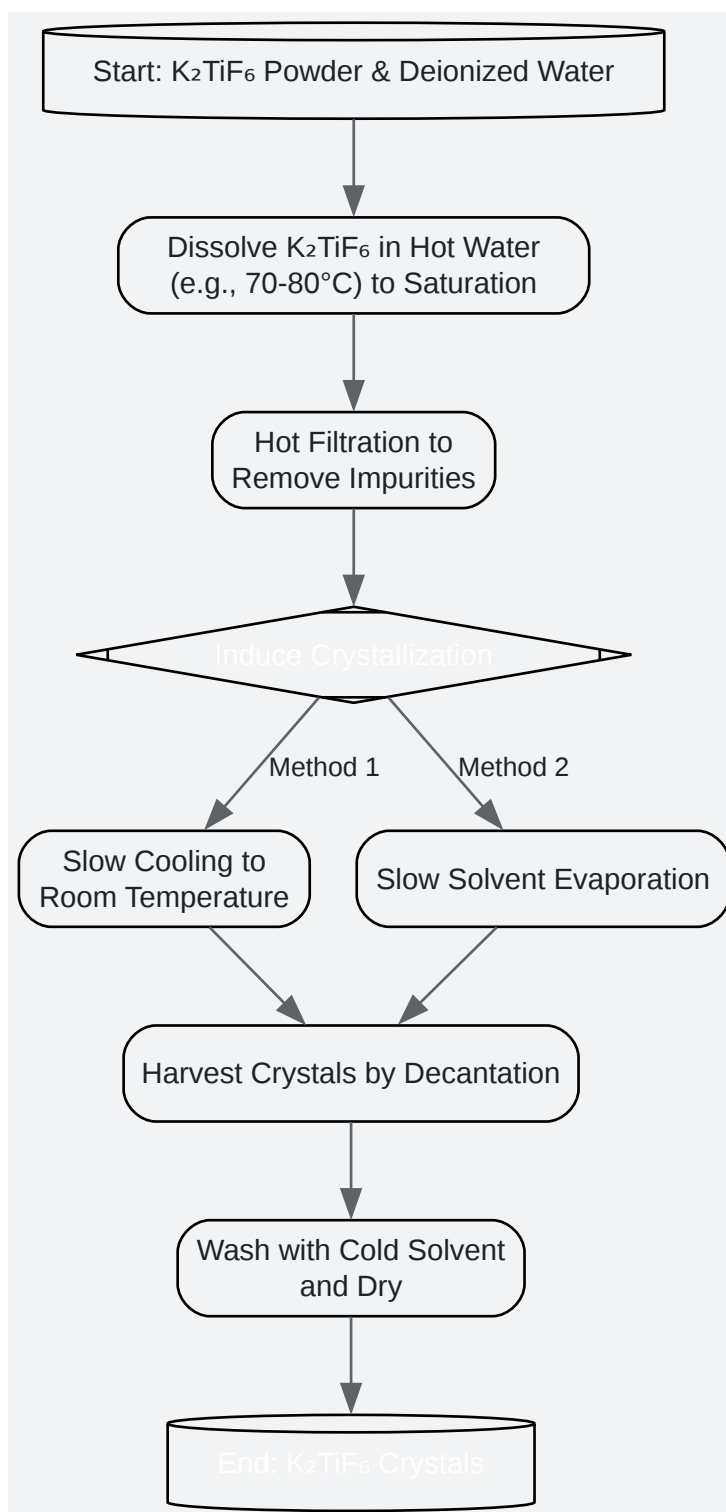 Start: K₂TiF₆ Powder & Deionized Water
Dissolve K₂TiF₆ in Hot Water
(e.g., 70-80°C) to Saturation
Hot Filtration to
Remove Impurities
Induce Crystallization
Method 1
Method 2
Slow Cooling to
Room Temperature
Slow Solvent Evaporation
Harvest Crystals by Decantation
Wash with Cold Solvent
and Dry
End: K₂TiF₆ Crystals